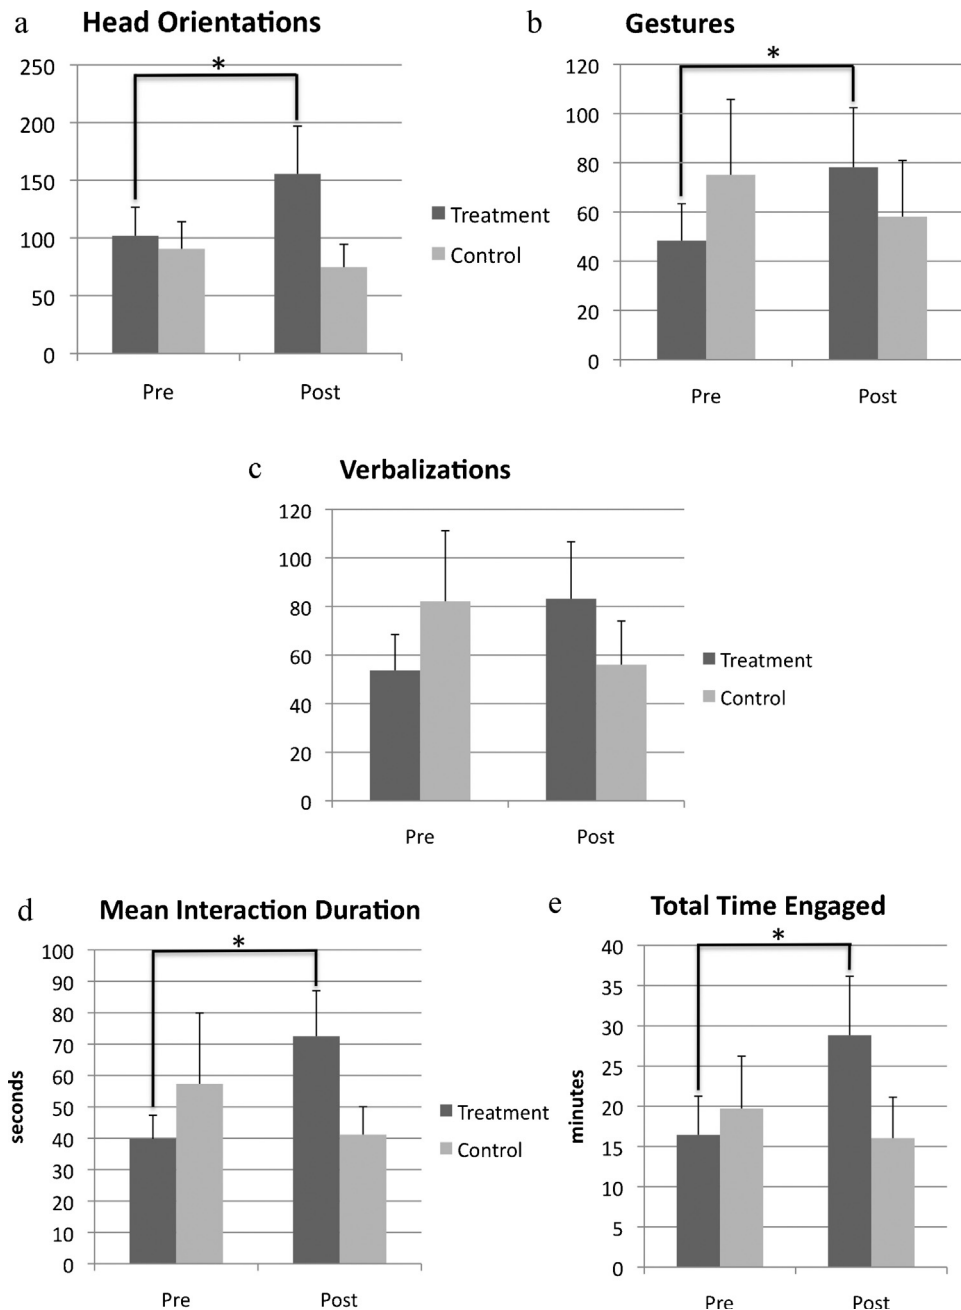 a
Head Orientations
250
200
150
100
50
0
*
Pre
Post
Treatment
Control
b
Gestures
120
100
80
60
40
20
0
*
Pre
Post
c
Verbalizations
120
100
80
60
40
20
0
Pre
Post
Treatment
Control
d
Mean Interaction Duration
100
90
80
70
60
50
40
30
20
10
0
seconds
*
Pre
Post
Treatment
Control
e
Total Time Engaged
40
35
30
25
20
15
10
5
0
minutes
*
Pre
Post